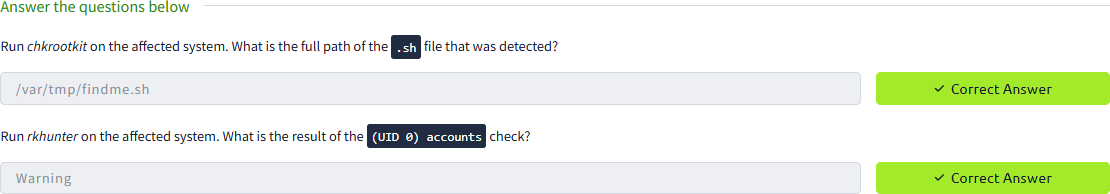 Answer the questions below
Run chkrootkit on the affected system. What is the full path of the .sh file that was detected?
/var/tmp/findme.sh
✓ Correct Answer
Run rkhunter on the affected system. What is the result of the (UID 0) accounts check?
Warning
✓ Correct Answer